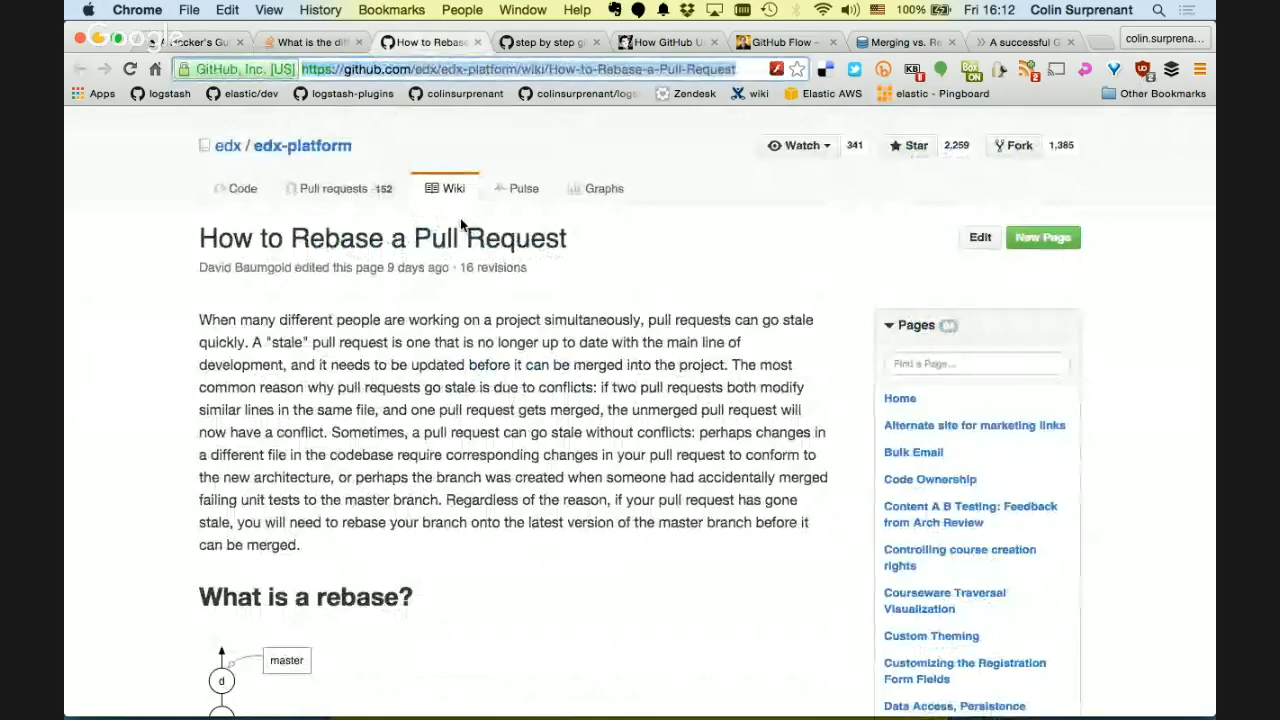 Chrome File Edit View History Bookmarks People Window Help 100% Fri 16:12 Colin Surprenant
Google
What is the di
How to Rebase
step by step gi
How GitHub U
GitHub Flow –
Merging vs. Re
A successful G
colin.surprena...
GitHub, Inc. [US] https://github.com/edx/edx-platform/wiki/How-to-Rebase-a-Pull-Request
Apps logstash elastic/dev logstash-plugins colinsurprenant colinsurprenant/logs Zendesk wiki Elastic AWS elastic - Pingboard Other Bookmarks
edx / edx-platform
Watch 341 Star 2,259 Fork 1,385
Code Pull requests 152 Wiki Pulse Graphs
How to Rebase a Pull Request
Edit New Page
David Baumgold edited this page 9 days ago · 16 revisions
When many different people are working on a project simultaneously, pull requests can go stale
quickly. A "stale" pull request is one that is no longer up to date with the main line of
development, and it needs to be updated before it can be merged into the project. The most
common reason why pull requests go stale is due to conflicts: if two pull requests both modify
similar lines in the same file, and one pull request gets merged, the unmerged pull request will
now have a conflict. Sometimes, a pull request can go stale without conflicts: perhaps changes in
a different file in the codebase require corresponding changes in your pull request to conform to
the new architecture, or perhaps the branch was created when someone had accidentally merged
failing unit tests to the master branch. Regardless of the reason, if your pull request has gone
stale, you will need to rebase your branch onto the latest version of the master branch before it
can be merged.
What is a rebase?
master
d
Pages
Find a Page...
Home
Alternate site for marketing links
Bulk Email
Code Ownership
Content A B Testing: Feedback
from Arch Review
Controlling course creation
rights
Courseware Traversal
Visualization
Custom Theming
Customizing the Registration
Form Fields
Data Access, Persistence